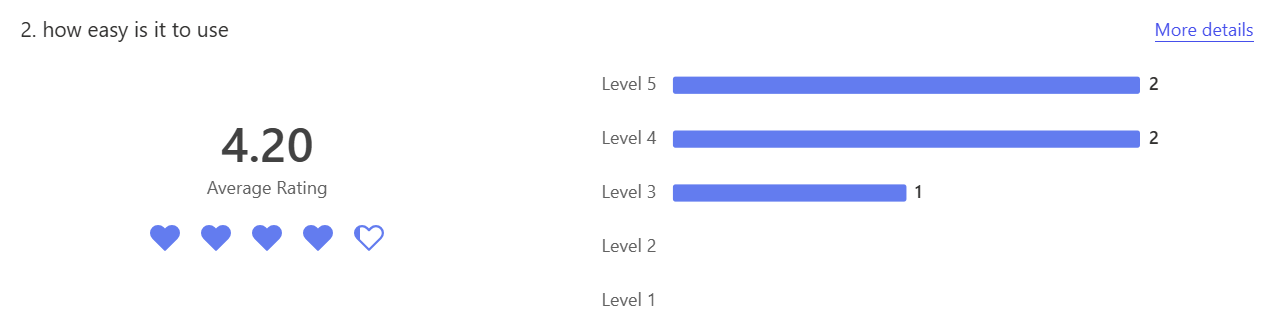 2. how easy is it to use
More details
4.20
Average Rating
Level 5 2
Level 4 2
Level 3 1
Level 2
Level 1